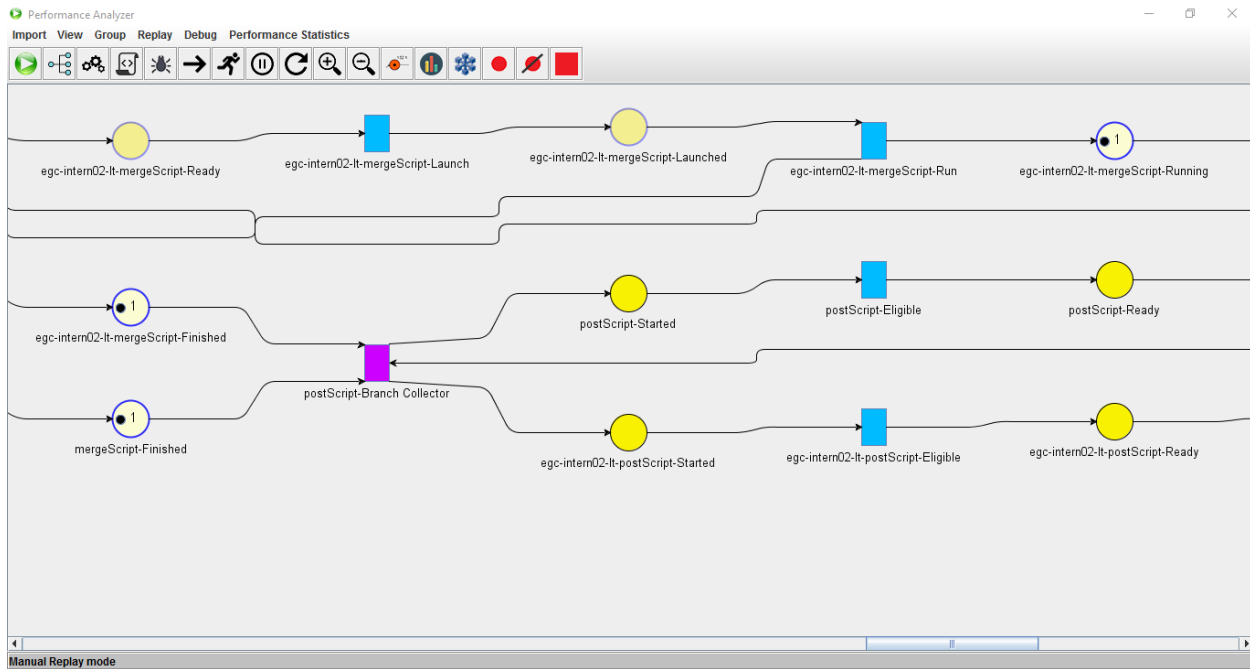 Performance Analyzer
Import View Group Replay Debug Performance Statistics
egc-intern02-lt-mergeScript-Ready
egc-intern02-lt-mergeScript-Launch
egc-intern02-lt-mergeScript-Launched
egc-intern02-lt-mergeScript-Run
1
egc-intern02-lt-mergeScript-Running
1
egc-intern02-lt-mergeScript-Finished
postScript-Started
postScript-Eligible
postScript-Ready
postScript-Branch Collector
1
mergeScript-Finished
egc-intern02-lt-postScript-Started
egc-intern02-lt-postScript-Eligible
egc-intern02-lt-postScript-Ready
Manual Replay mode